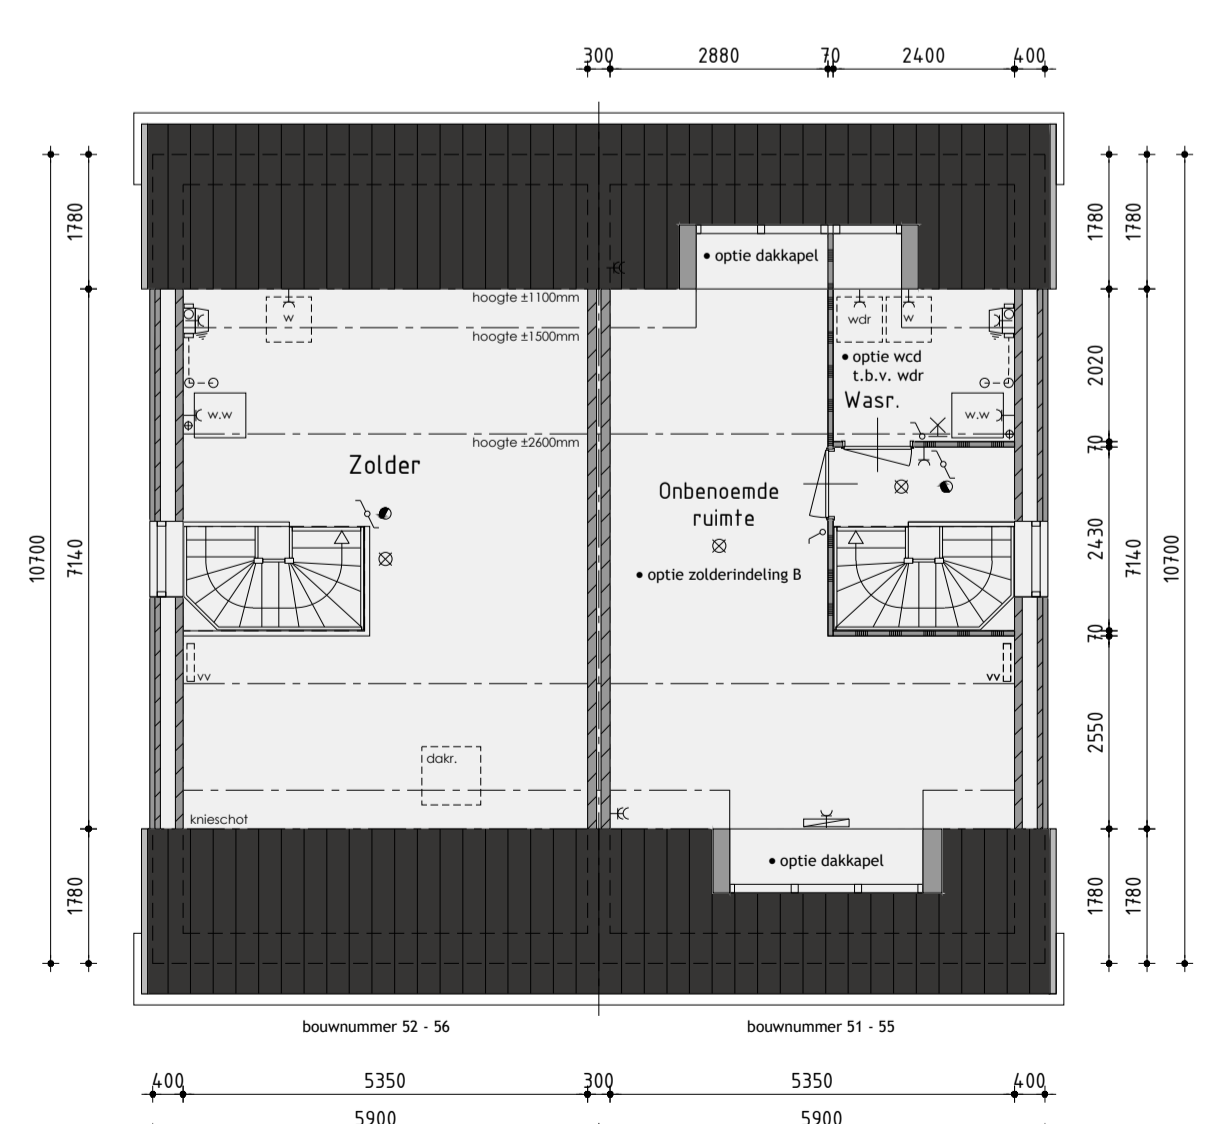 300 2880 70 2400 400
1780 1780 1780
optie dakkapel
hoogte ±1100mm
w wdr w
hoogte ±1500mm
optie wcd
t.b.v. wdr
2020
Wasr.
w.w w.w
hoogte ±2600mm
70
Zolder
Onbenoemde
ruimte
10700 7140 2430 7140 10700
optie zolderindeling B
70
vv vv
2550
dakr.
knieschot
optie dakkapel
1780 1780 1780
bouwnummer 52 - 56 bouwnummer 51 - 55
400 5350 300 5350 400
5900 5900